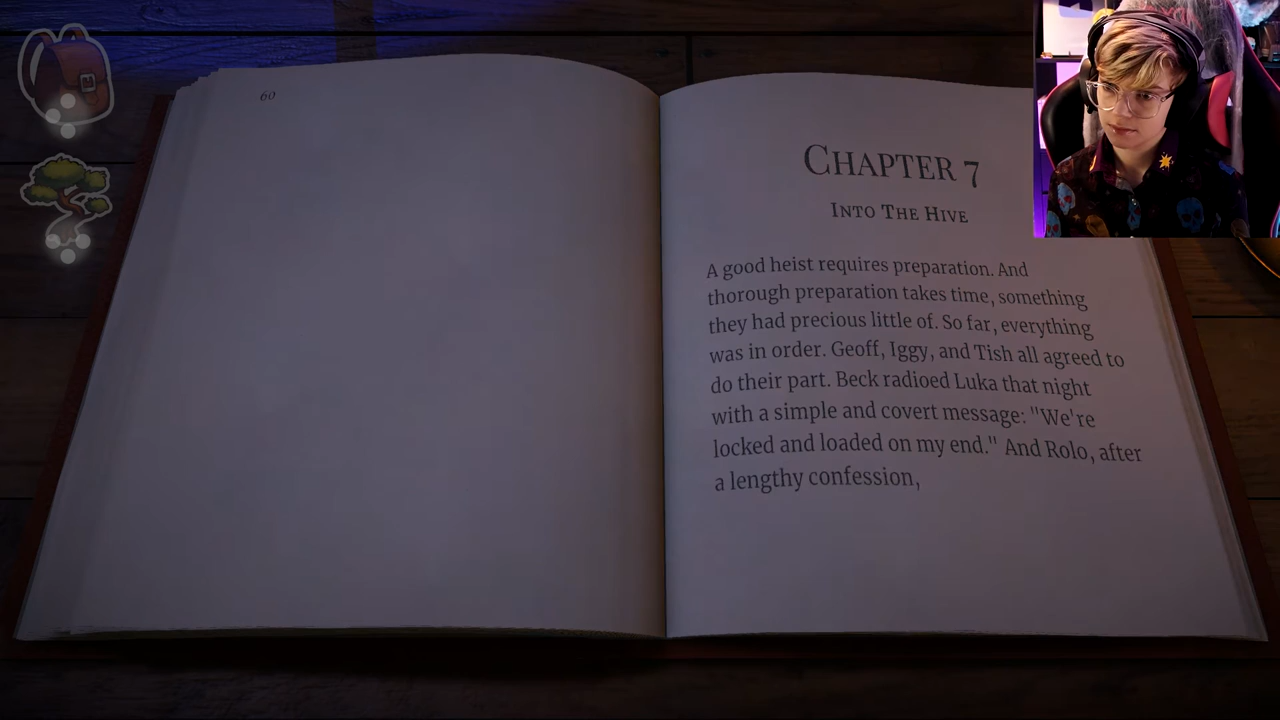 60
CHAPTER 7
INTO THE HIVE
A good heist requires preparation. And
thorough preparation takes time, something
they had precious little of. So far, everything
was in order. Geoff, Iggy, and Tish all agreed to
do their part. Beck radioed Luka that night
with a simple and covert message: "We're
locked and loaded on my end." And Rolo, after
a lengthy confession,